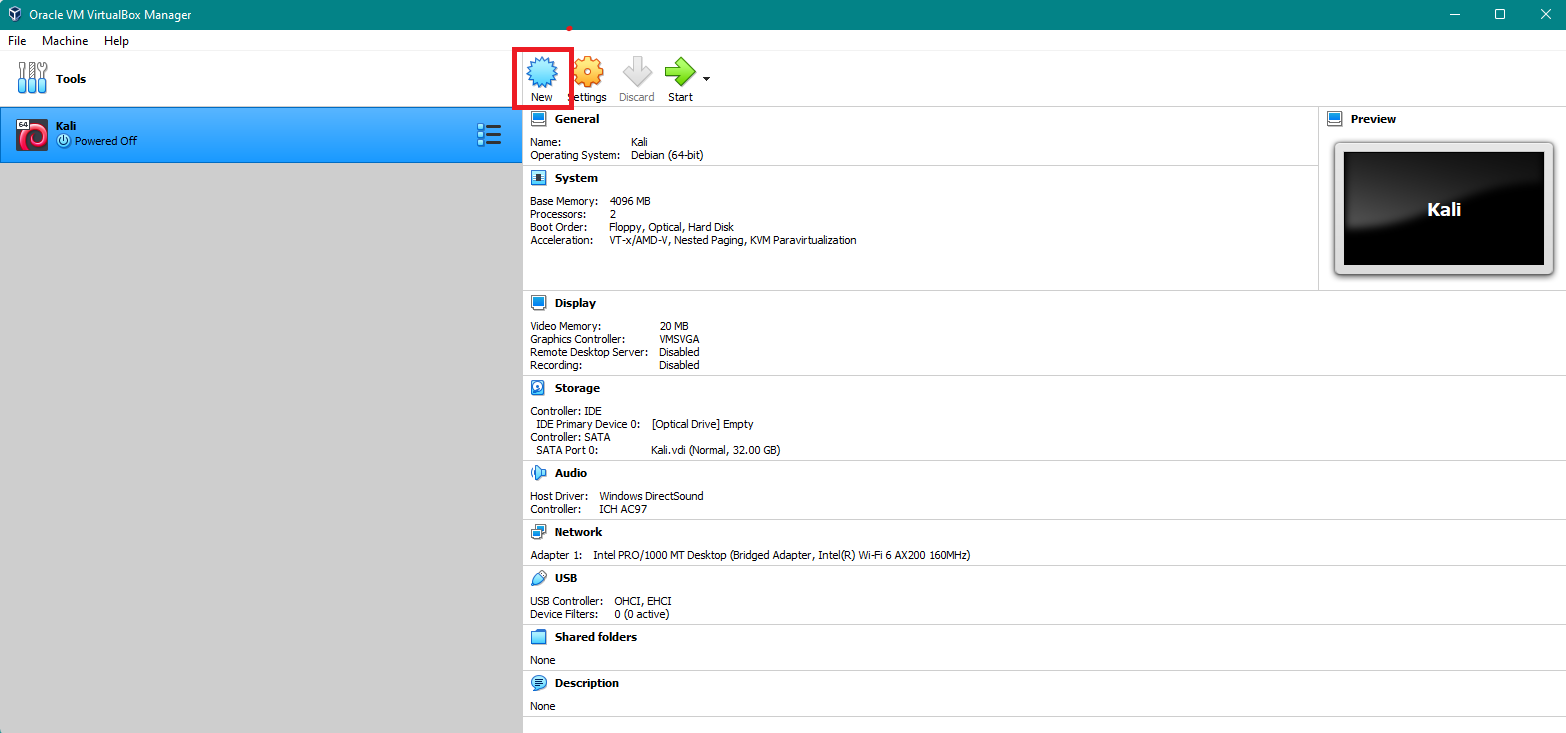 Oracle VM VirtualBox Manager
File Machine Help
Tools
New Settings Discard Start
64
Kali
Powered Off
General
Name: Kali
Operating System: Debian (64-bit)
System
Base Memory: 4096 MB
Processors: 2
Boot Order: Floppy, Optical, Hard Disk
Acceleration: VT-x/AMD-V, Nested Paging, KVM Paravirtualization
Preview
Kali
Display
Video Memory: 20 MB
Graphics Controller: VMSVGA
Remote Desktop Server: Disabled
Recording: Disabled
Storage
Controller: IDE
IDE Primary Device 0: [Optical Drive] Empty
Controller: SATA
SATA Port 0: Kali.vdi (Normal, 32.00 GB)
Audio
Host Driver: Windows DirectSound
Controller: ICH AC97
Network
Adapter 1: Intel PRO/1000 MT Desktop (Bridged Adapter, Intel(R) Wi-Fi 6 AX200 160MHz)
USB
USB Controller: OHCI, EHCI
Device Filters: 0 (0 active)
Shared folders
None
Description
None